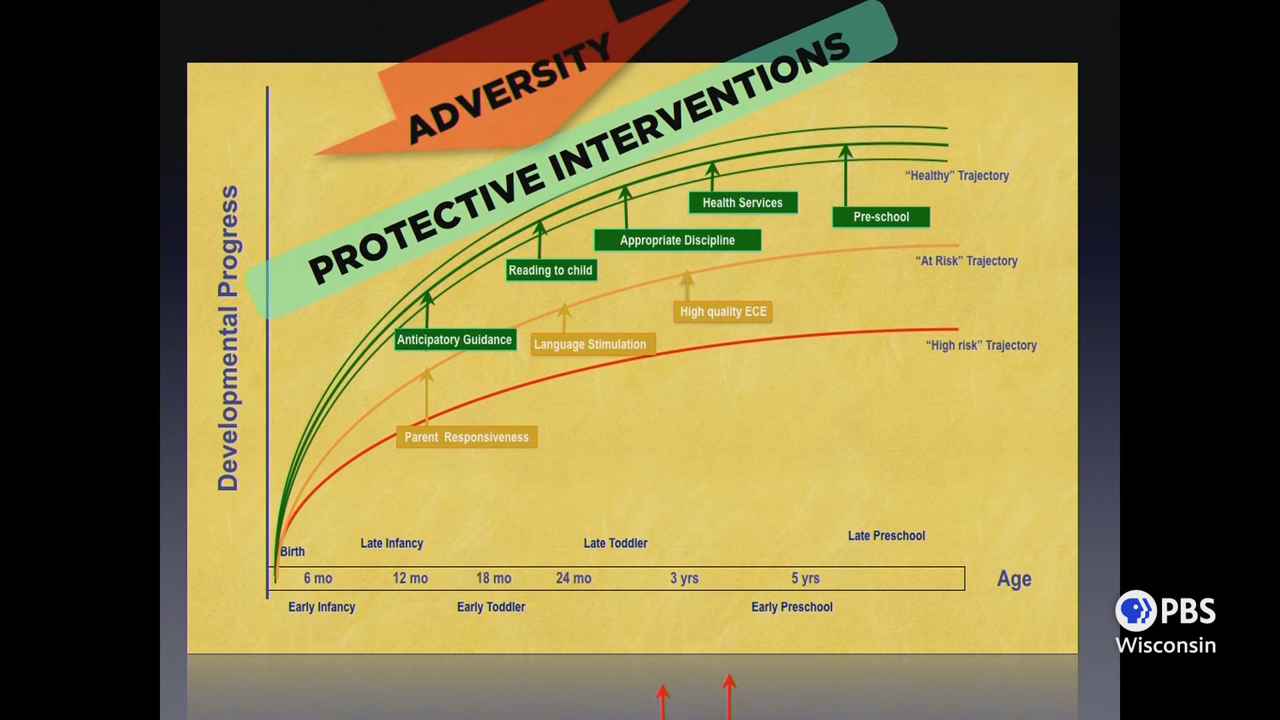 ADVERSITY
PROTECTIVE INTERVENTIONS
Developmental Progress
"Healthy" Trajectory
Health Services
Pre-school
Appropriate Discipline
"At Risk" Trajectory
Reading to child
High quality ECE
Anticipatory Guidance
Language Stimulation
"High risk" Trajectory
Parent Responsiveness
Birth
Late Infancy
Late Toddler
Late Preschool
6 mo 12 mo 18 mo 24 mo 3 yrs 5 yrs
Age
Early Infancy
Early Toddler
Early Preschool
PBS
Wisconsin